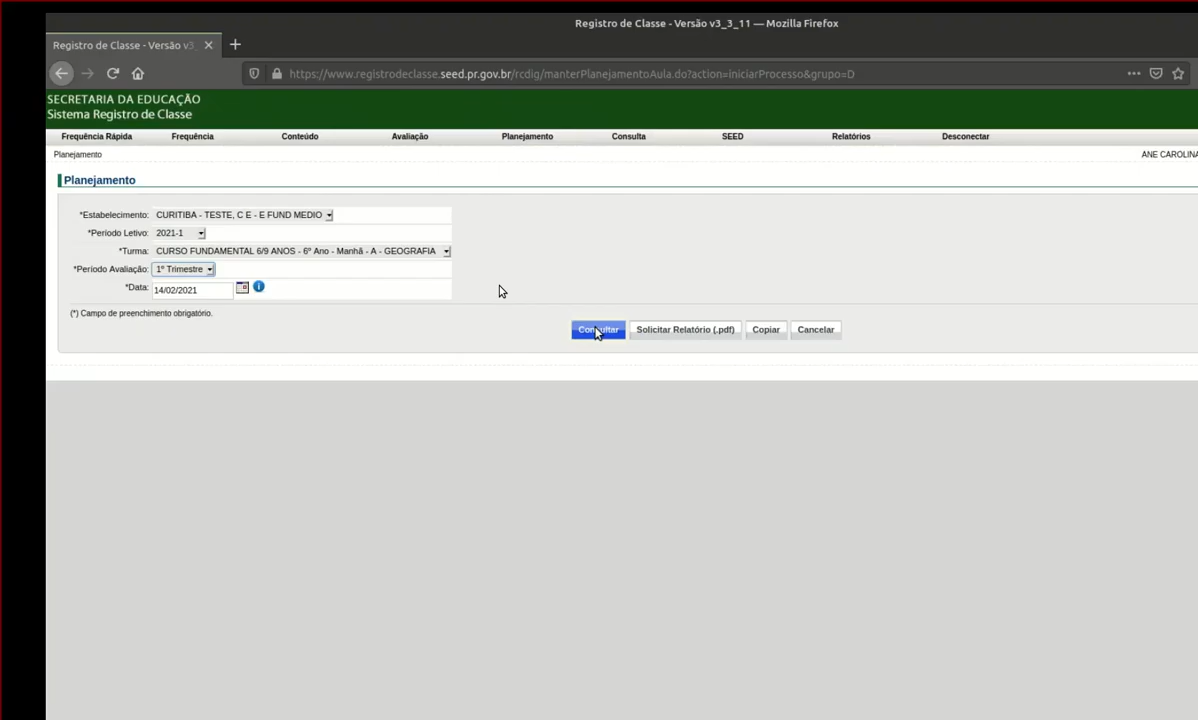 Registro de Classe - Versão v3_3_11 — Mozilla Firefox
Registro de Classe - Versão v3_
https://www.registrodeclasse.seed.pr.gov.br/rcdig/manterPlanejamentoAula.do?action=iniciarProcesso&grupo=D
SECRETARIA DA EDUCAÇÃO
Sistema Registro de Classe
Frequência Rápida Frequência Conteúdo Avaliação Planejamento Consulta SEED Relatórios Desconectar
Planejamento ANE CAROLINA
Planejamento
*Estabelecimento: CURITIBA - TESTE, C E - E FUND MEDIO
*Período Letivo: 2021-1
*Turma: CURSO FUNDAMENTAL 6/9 ANOS - 6º Ano - Manhã - A - GEOGRAFIA
*Período Avaliação: 1º Trimestre
*Data: 14/02/2021
(*) Campo de preenchimento obrigatório.
Consultar Solicitar Relatório (.pdf) Copiar Cancelar